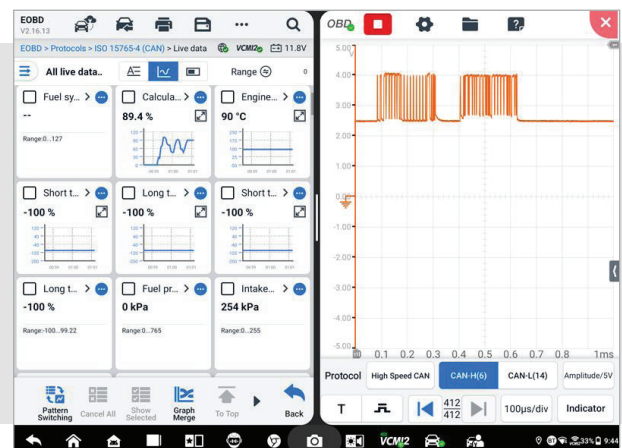 EOBD
V2.16.13
EOBD > Protocols > ISO 15765-4 (CAN) > Live data
VCMI2
11.8V
All live data..
Range
0
Fuel sy... >
--
Range:0...127
Calcula... >
89.4 %
Engine... >
90 °C
Short t... >
-100 %
Long t... >
-100 %
Short t... >
-100 %
Long t... >
-100 %
Range:-100...99.22
Fuel pr... >
0 kPa
Range:0...765
Intake... >
254 kPa
Range:0...255
Pattern
Switching
Cancel All
Show
Selected
Graph
Merge
To Top
Back
OBD
5.00
V
4.00
3.00
2.00
1.00
0.00
-1.00
-2.00
-3.00
-4.00
-5.00
0.1 0.2 0.3 0.4 0.5 0.6 0.7 0.8 1ms
Protocol
High Speed CAN
CAN-H(6)
CAN-L(14)
Amplitude/5V
T
412
412
100μs/div
Indicator
VCMI2
33%
9:44